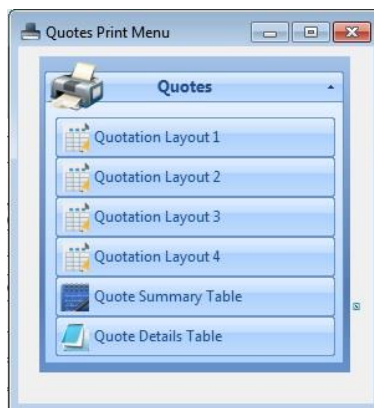 Quotes Print Menu
Quotes
Quotation Layout 1
Quotation Layout 2
Quotation Layout 3
Quotation Layout 4
Quote Summary Table
Quote Details Table